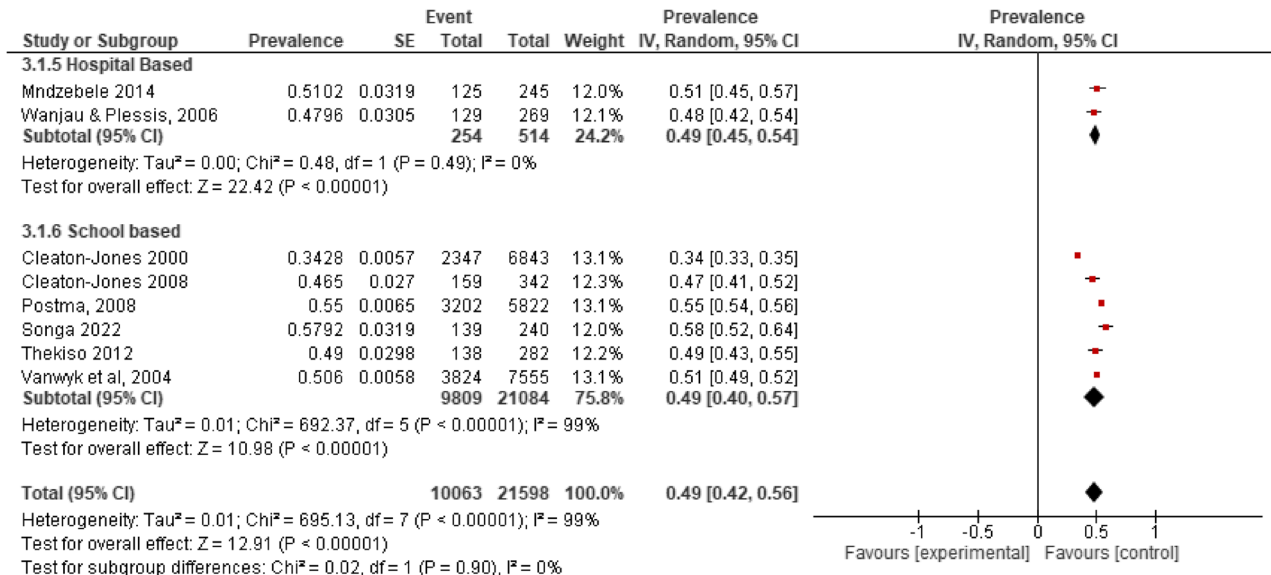 Event Prevalence Prevalence
Study or Subgroup Prevalence SE Total Total Weight IV, Random, 95% CI IV, Random, 95% CI
3.1.5 Hospital Based
Mndzebele 2014 0.5102 0.0319 125 245 12.0% 0.51 [0.45, 0.57]
Wanjau & Plessis, 2006 0.4796 0.0305 129 269 12.1% 0.48 [0.42, 0.54]
Subtotal (95% CI) 254 514 24.2% 0.49 [0.45, 0.54]
Heterogeneity: Tau² = 0.00; Chi² = 0.48, df = 1 (P = 0.49); I² = 0%
Test for overall effect: Z = 22.42 (P < 0.00001)
3.1.6 School based
Cleaton-Jones 2000 0.3428 0.0057 2347 6843 13.1% 0.34 [0.33, 0.35]
Cleaton-Jones 2008 0.465 0.027 159 342 12.3% 0.47 [0.41, 0.52]
Postma, 2008 0.55 0.0065 3202 5822 13.1% 0.55 [0.54, 0.56]
Songa 2022 0.5792 0.0319 139 240 12.0% 0.58 [0.52, 0.64]
Thekiso 2012 0.49 0.0298 138 282 12.2% 0.49 [0.43, 0.55]
Vanwyk et al, 2004 0.506 0.0058 3824 7555 13.1% 0.51 [0.49, 0.52]
Subtotal (95% CI) 9809 21084 75.8% 0.49 [0.40, 0.57]
Heterogeneity: Tau² = 0.01; Chi² = 692.37, df = 5 (P < 0.00001); I² = 99%
Test for overall effect: Z = 10.98 (P < 0.00001)
Total (95% CI) 10063 21598 100.0% 0.49 [0.42, 0.56]
Heterogeneity: Tau² = 0.01; Chi² = 695.13, df = 7 (P < 0.00001); I² = 99%
Test for overall effect: Z = 12.91 (P < 0.00001)
Test for subgroup differences: Chi² = 0.02, df = 1 (P = 0.90), I² = 0%
-1 -0.5 0 0.5 1
Favours [experimental] Favours [control]